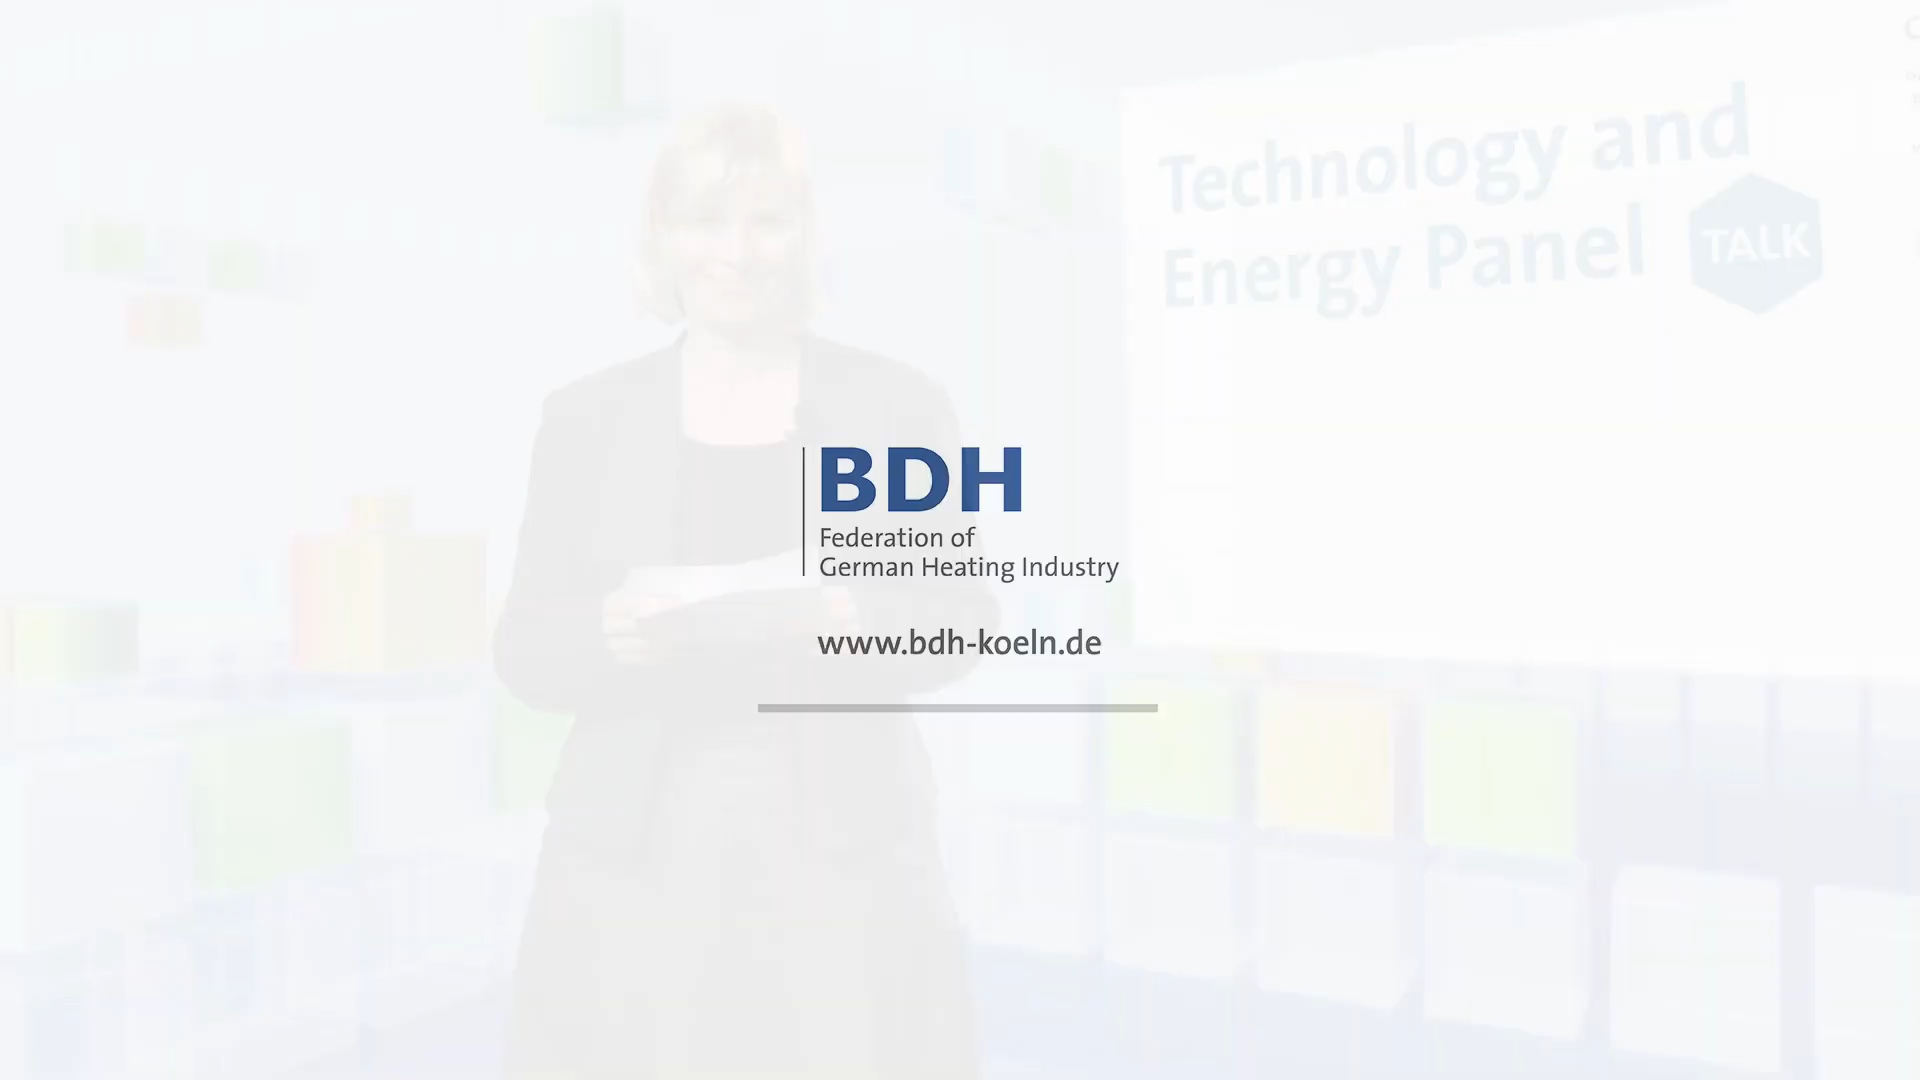 Technology and
Energy Panel
TALK
BDH
Federation of
German Heating Industry
www.bdh-koeln.de